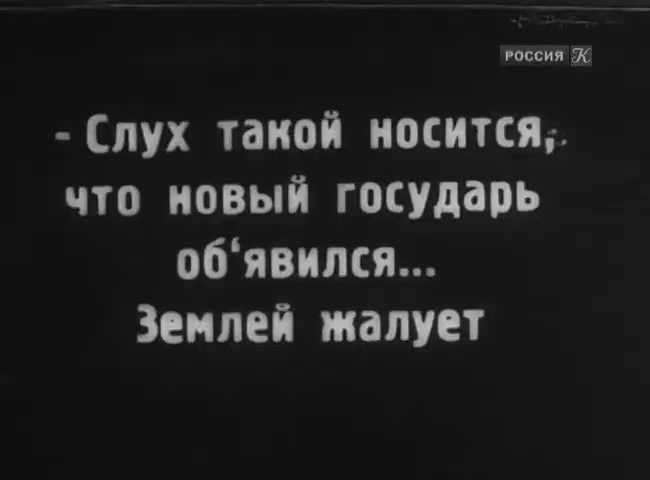 РОССИЯ К
- Слух такой носится,
что новый государь
об‘явился...
Землей жалует